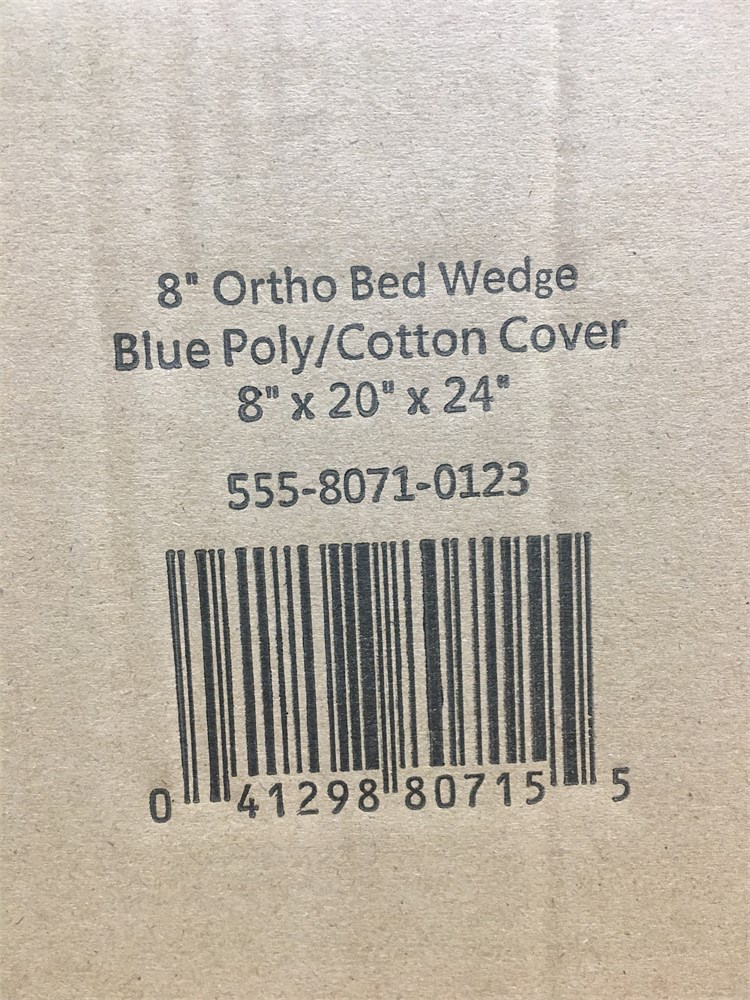 8" Ortho Bed Wedge
Blue Poly/Cotton Cover
8" x 20" x 24"
555-8071-0123
0 41298 80715 5